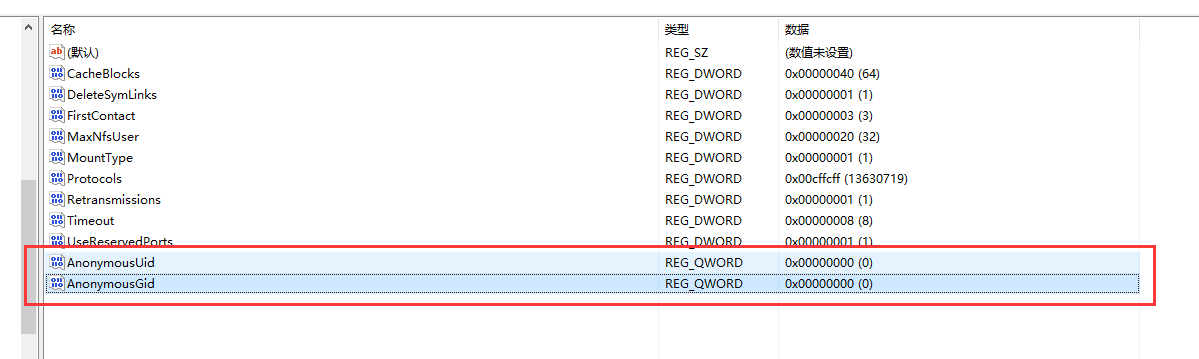 名称 类型 数据
(默认) REG_SZ (数值未设置)
CacheBlocks REG_DWORD 0x00000040 (64)
DeleteSymLinks REG_DWORD 0x00000001 (1)
FirstContact REG_DWORD 0x00000003 (3)
MaxNfsUser REG_DWORD 0x00000020 (32)
MountType REG_DWORD 0x00000001 (1)
Protocols REG_DWORD 0x00cffcff (13630719)
Retransmissions REG_DWORD 0x00000001 (1)
Timeout REG_DWORD 0x00000008 (8)
UseReservedPorts REG_DWORD 0x00000001 (1)
AnonymousUid REG_QWORD 0x00000000 (0)
AnonymousGid REG_QWORD 0x00000000 (0)